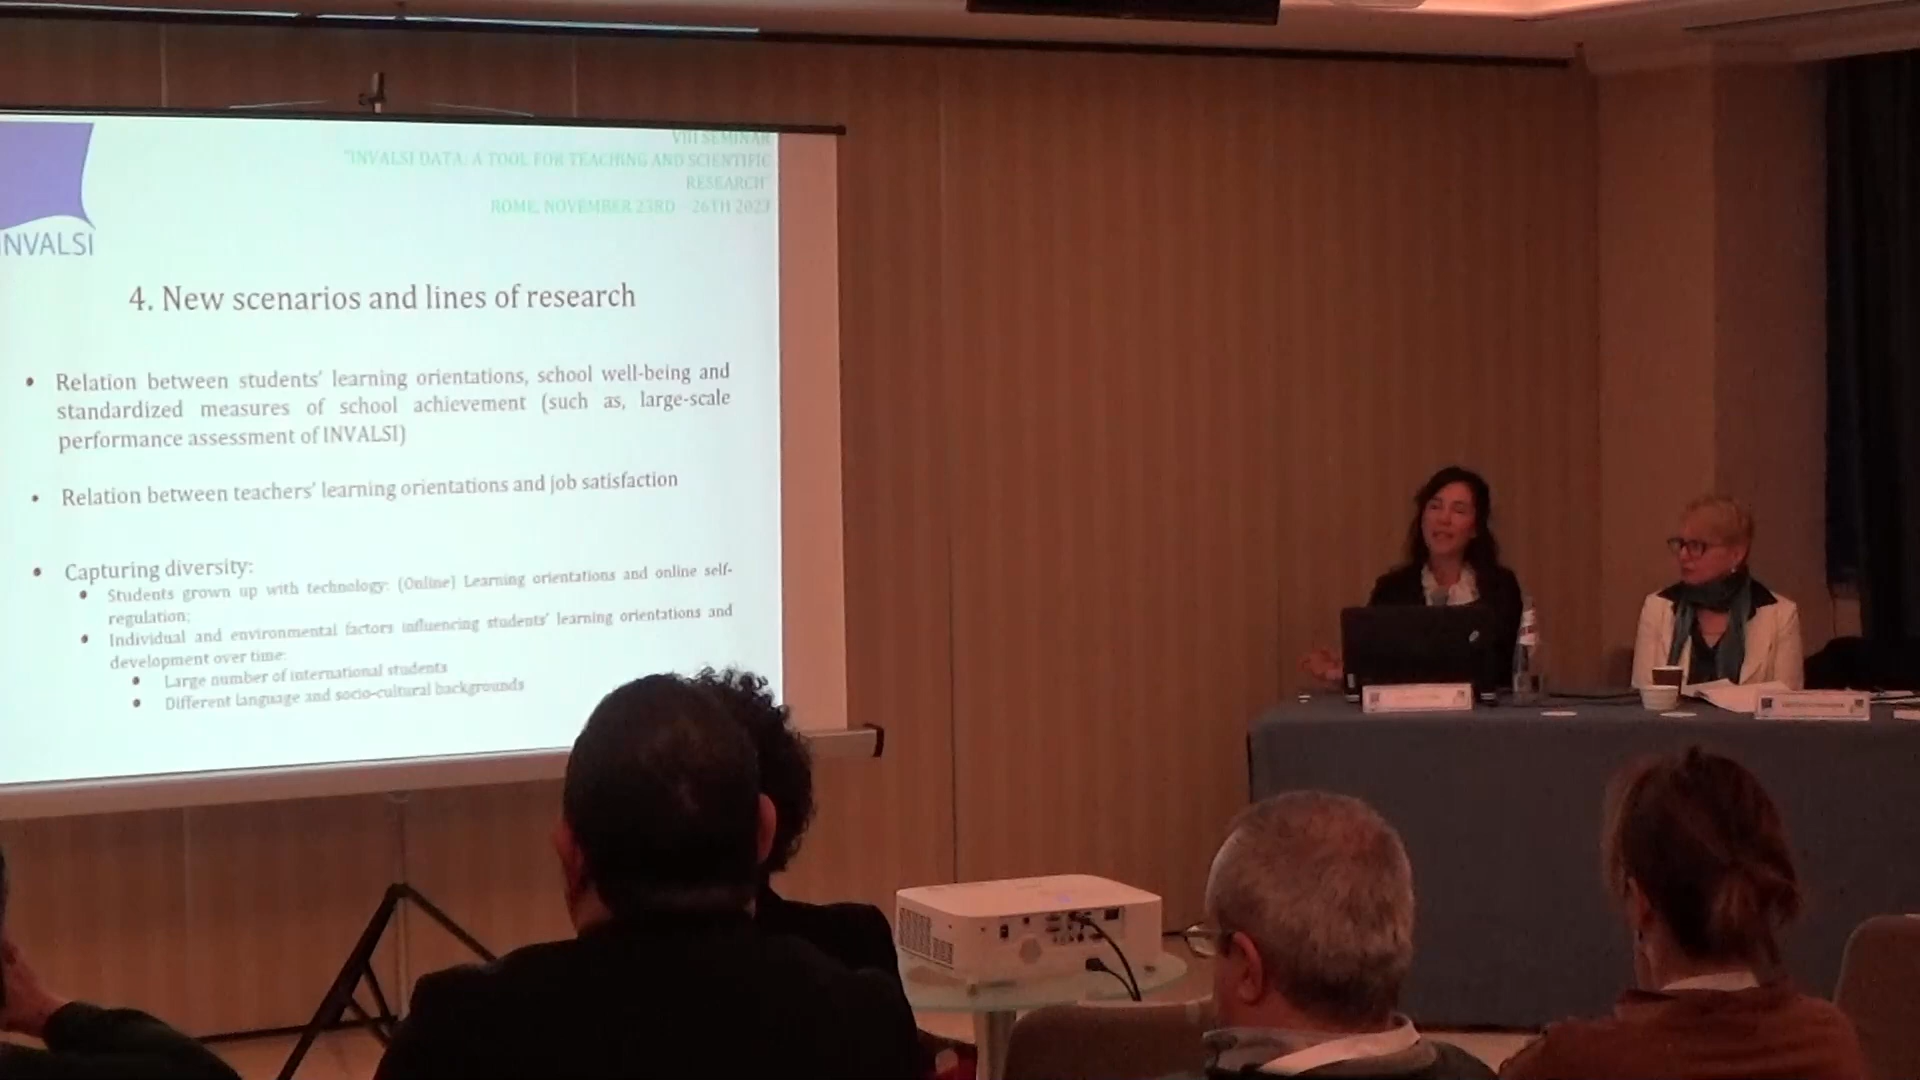 VIII SEMINAR
"INVALSI DATA: A TOOL FOR TEACHING AND SCIENTIFIC
RESEARCH"
ROME, NOVEMBER 23RD – 26TH 2023
INVALSI
4. New scenarios and lines of research
• Relation between students' learning orientations, school well-being and
standardized measures of school achievement (such as, large-scale
performance assessment of INVALSI)
• Relation between teachers' learning orientations and job satisfaction
• Capturing diversity:
• Students grown up with technology: (Online) Learning orientations and online self-
regulation;
• Individual and environmental factors influencing students' learning orientations and
development over time:
• Large number of international students
• Different language and socio-cultural backgrounds